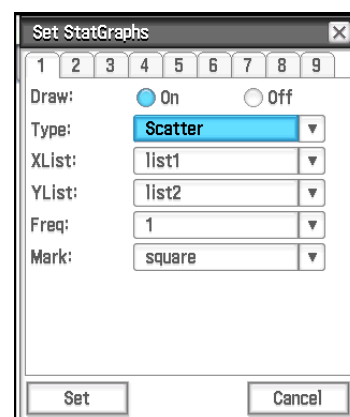 Set StatGraphs
1 2 3 4 5 6 7 8 9
Draw: On Off
Type: Scatter
XList: list1
YList: list2
Freq: 1
Mark: square
Set Cancel